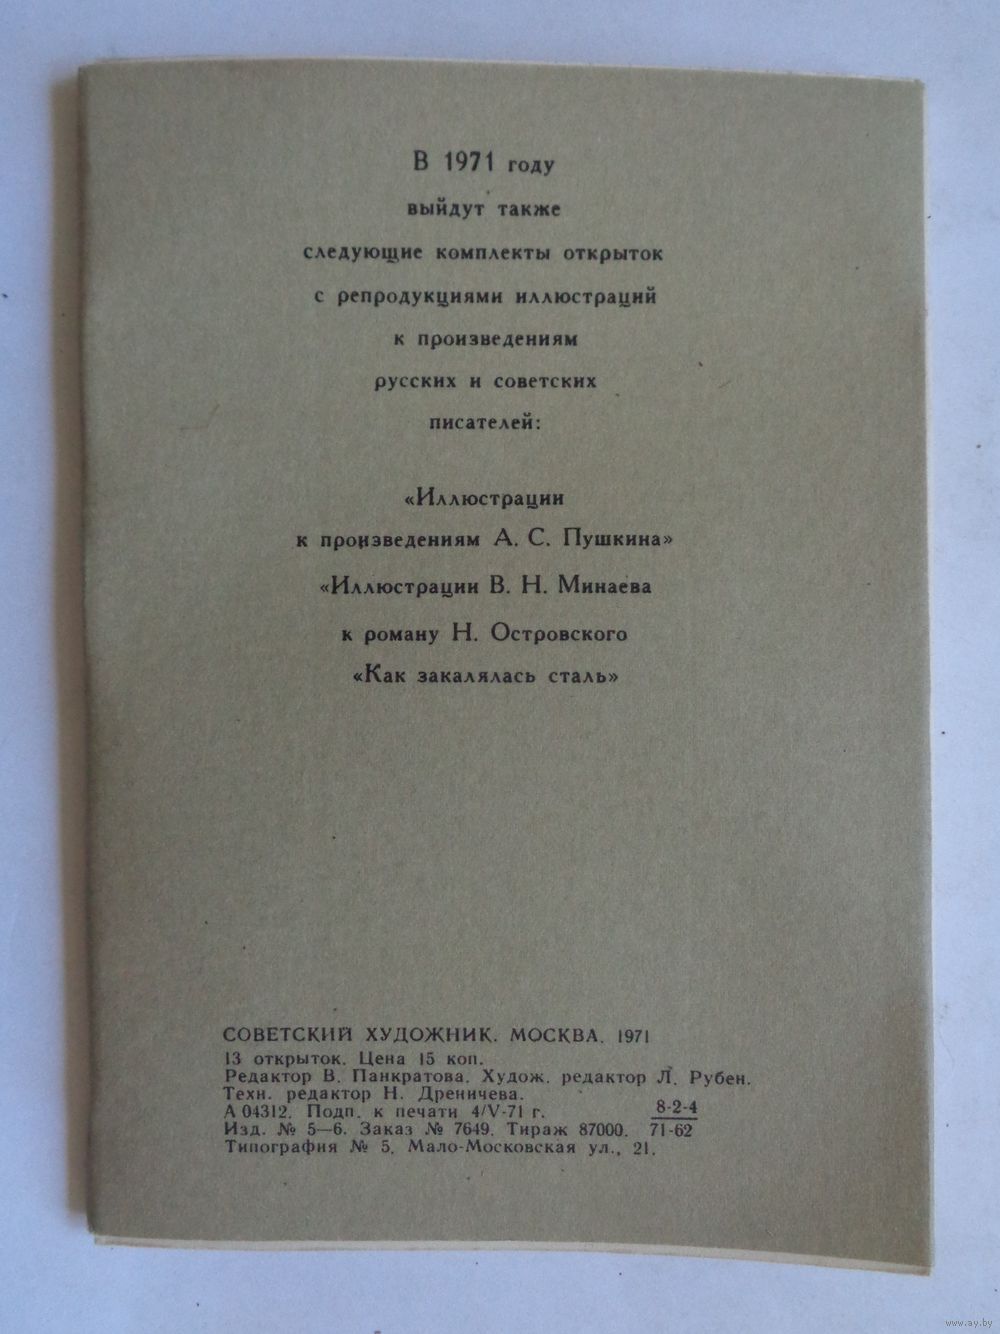 В 1971 году
выйдут также
следующие комплекты открыток
с репродукциями иллюстраций
к произведениям
русских и советских
писателей:
«Иллюстрации
к произведениям А. С. Пушкина»
«Иллюстрации В. Н. Минаева
к роману Н. Островского
«Как закалялась сталь»
СОВЕТСКИЙ ХУДОЖНИК. МОСКВА. 1971
13 открыток. Цена 15 коп.
Редактор В. Панкратова. Худож. редактор Л. Рубен.
Техн. редактор Н. Дреничева.
А 04312. Подп. к печати 4/V-71 г. 8-2-4
Изд. № 5—6. Заказ № 7649. Тираж 87000. 71-62
Типография № 5. Мало-Московская ул., 21.
www.ay.by